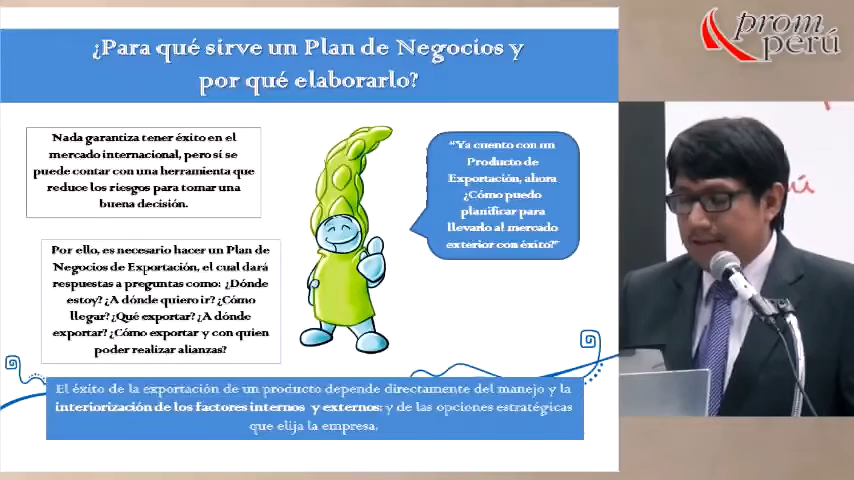 ¿Para qué sirve un Plan de Negocios y
por qué elaborarlo?
prom
perú
Nada garantiza tener éxito en el
mercado internacional, pero sí se
puede contar con una herramienta que
reduce los riesgos para tomar una
buena decisión.
"Ya cuento con un
Producto de
Exportación, ahora
¿Cómo puedo
planificar para
llevarlo al mercado
exterior con éxito?"
Por ello, es necesario hacer un Plan de
Negocios de Exportación, el cual dará
respuestas a preguntas como: ¿Dónde
estoy? ¿A dónde quiero ir? ¿Cómo
llegar? ¿Qué exportar? ¿A dónde
exportar? ¿Cómo exportar y con quien
poder realizar alianzas?
El éxito de la exportación de un producto depende directamente del manejo y la
interiorización de los factores internos y externos; y de las opciones estratégicas
que elija la empresa.